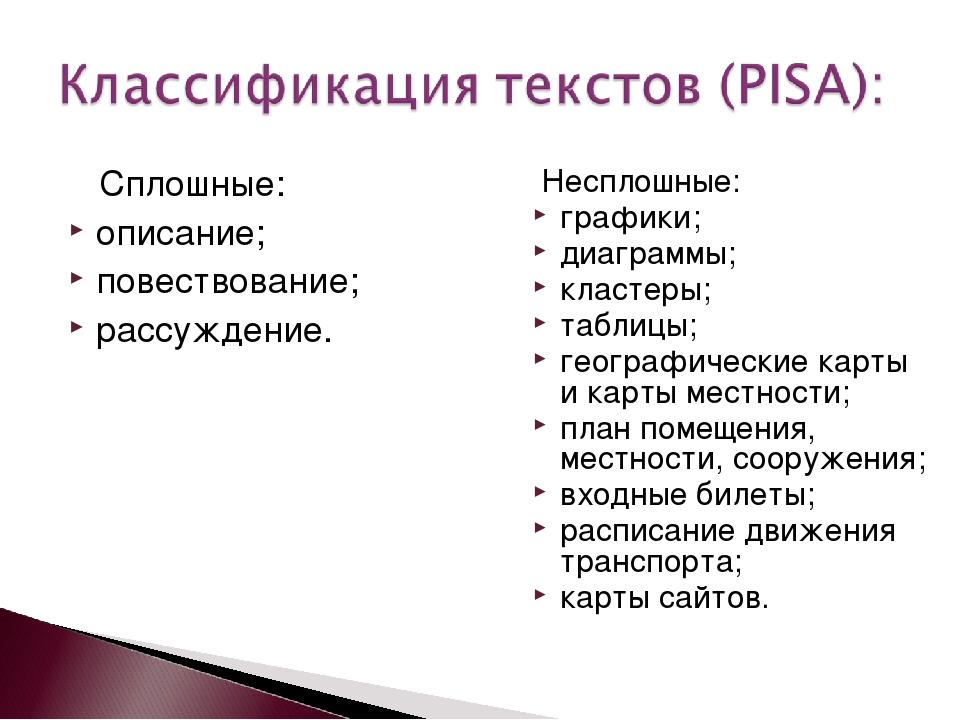 Классификация текстов (PISA):
Сплошные:
описание;
повествование;
рассуждение.
Несплошные:
графики;
диаграммы;
кластеры;
таблицы;
географические карты
и карты местности;
план помещения,
местности, сооружения;
входные билеты;
расписание движения
транспорта;
карты сайтов.